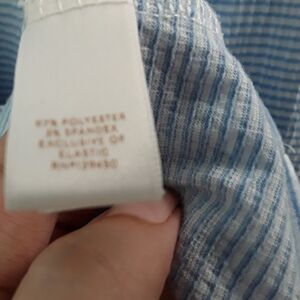 97% POLYESTER
3% SPANDEX
EXCLUSIVE OF
ELASTIC